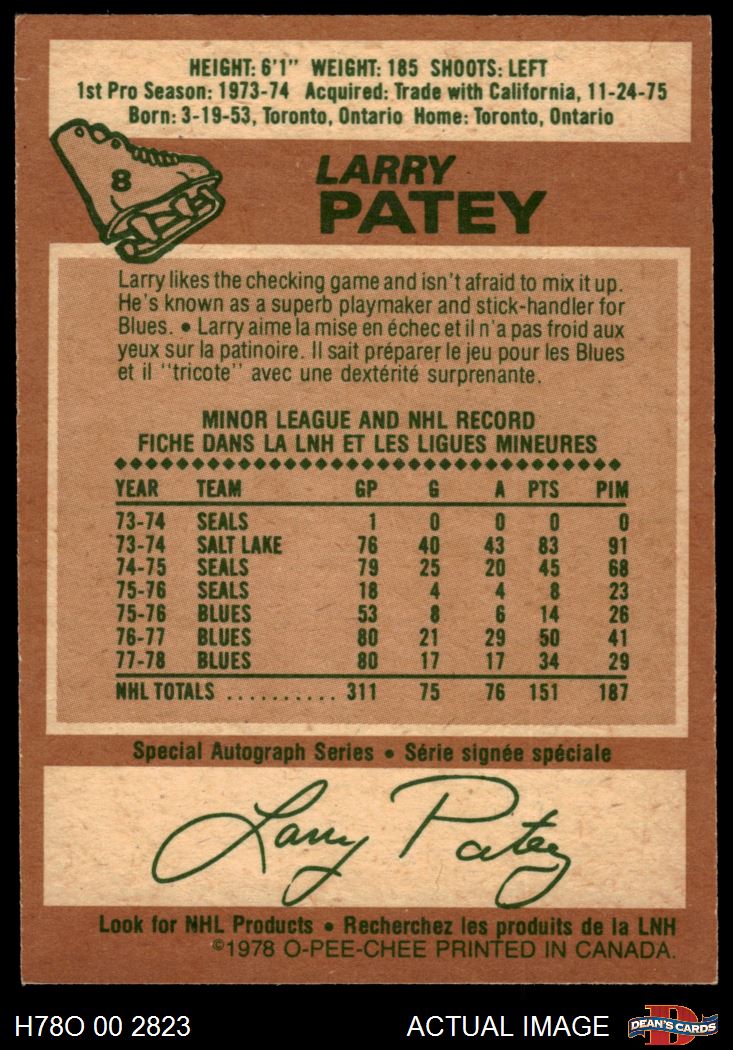 HEIGHT: 6'1" WEIGHT: 185 SHOOTS: LEFT
1st Pro Season: 1973-74 Acquired: Trade with California, 11-24-75
Born: 3-19-53, Toronto, Ontario Home: Toronto, Ontario
8
LARRY
PATEY
Larry likes the checking game and isn't afraid to mix it up.
He's known as a superb playmaker and stick-handler for
Blues. • Larry aime la mise en échec et il n'a pas froid aux
yeux sur la patinoire. Il sait préparer le jeu pour les Blues
et il "tricote" avec une dextérité surprenante.
MINOR LEAGUE AND NHL RECORD
FICHE DANS LA LNH ET LES LIGUES MINEURES
YEAR TEAM GP G A PTS PIM
73-74 SEALS 1 0 0 0 0
73-74 SALT LAKE 76 40 43 83 91
74-75 SEALS 79 25 20 45 68
75-76 SEALS 18 4 4 8 23
75-76 BLUES 53 8 6 14 26
76-77 BLUES 80 21 29 50 41
77-78 BLUES 80 17 17 34 29
NHL TOTALS .......... 311 75 76 151 187
Special Autograph Series • Série signée spéciale
Larry Patey
Look for NHL Products • Recherchez les produits de la LNH
©1978 O-PEE-CHEE PRINTED IN CANADA.
H78O 00 2823 ACTUAL IMAGE D DEAN'S CARDS